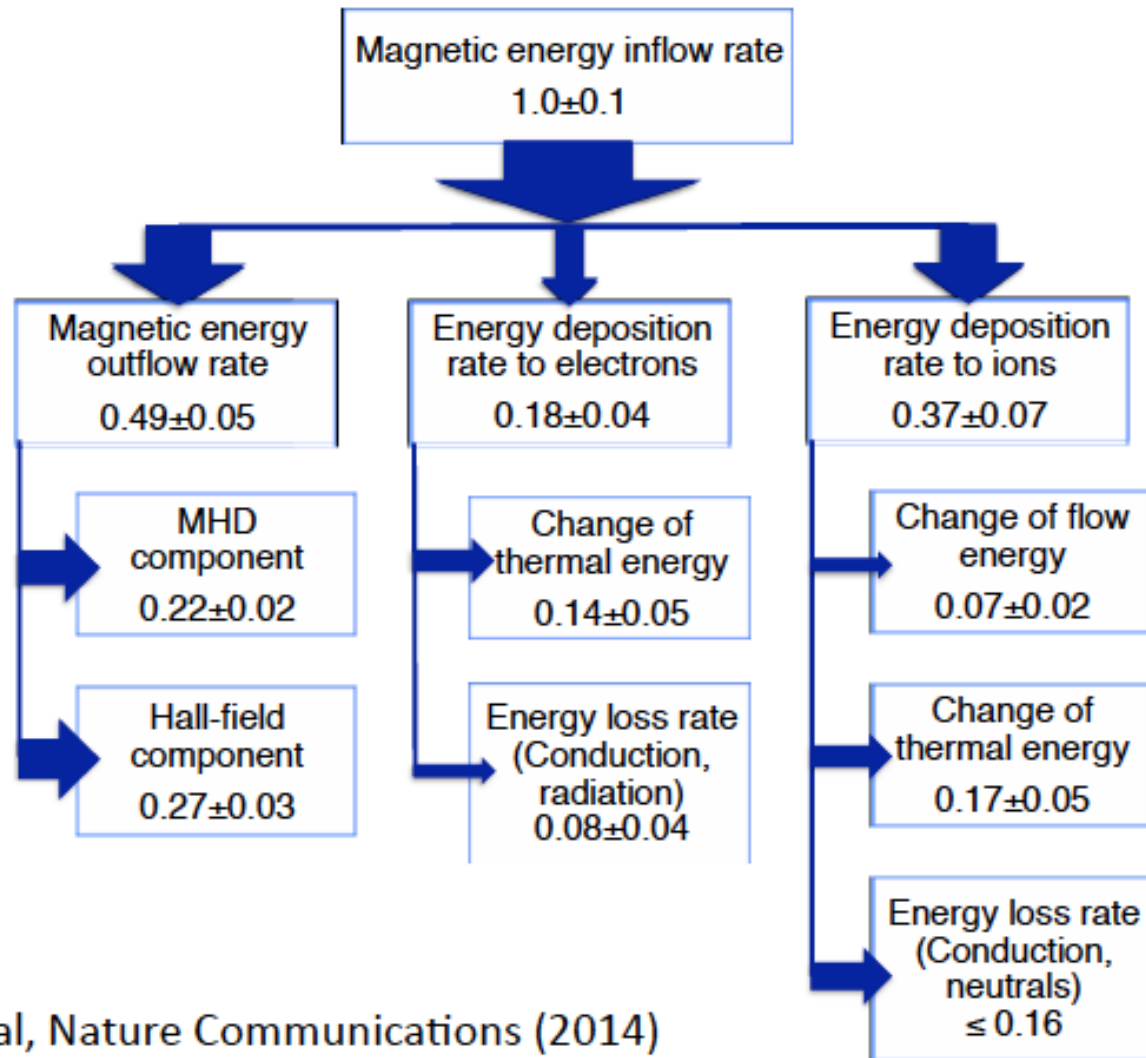 Magnetic energy inflow rate
1.0±0.1
Magnetic energy
outflow rate
0.49±0.05
Energy deposition
rate to electrons
0.18±0.04
Energy deposition
rate to ions
0.37±0.07
MHD
component
0.22±0.02
Hall-field
component
0.27±0.03
Change of
thermal energy
0.14±0.05
Energy loss rate
(Conduction,
radiation)
0.08±0.04
Change of flow
energy
0.07±0.02
Change of
thermal energy
0.17±0.05
Energy loss rate
(Conduction,
neutrals)
≤ 0.16
al, Nature Communications (2014)